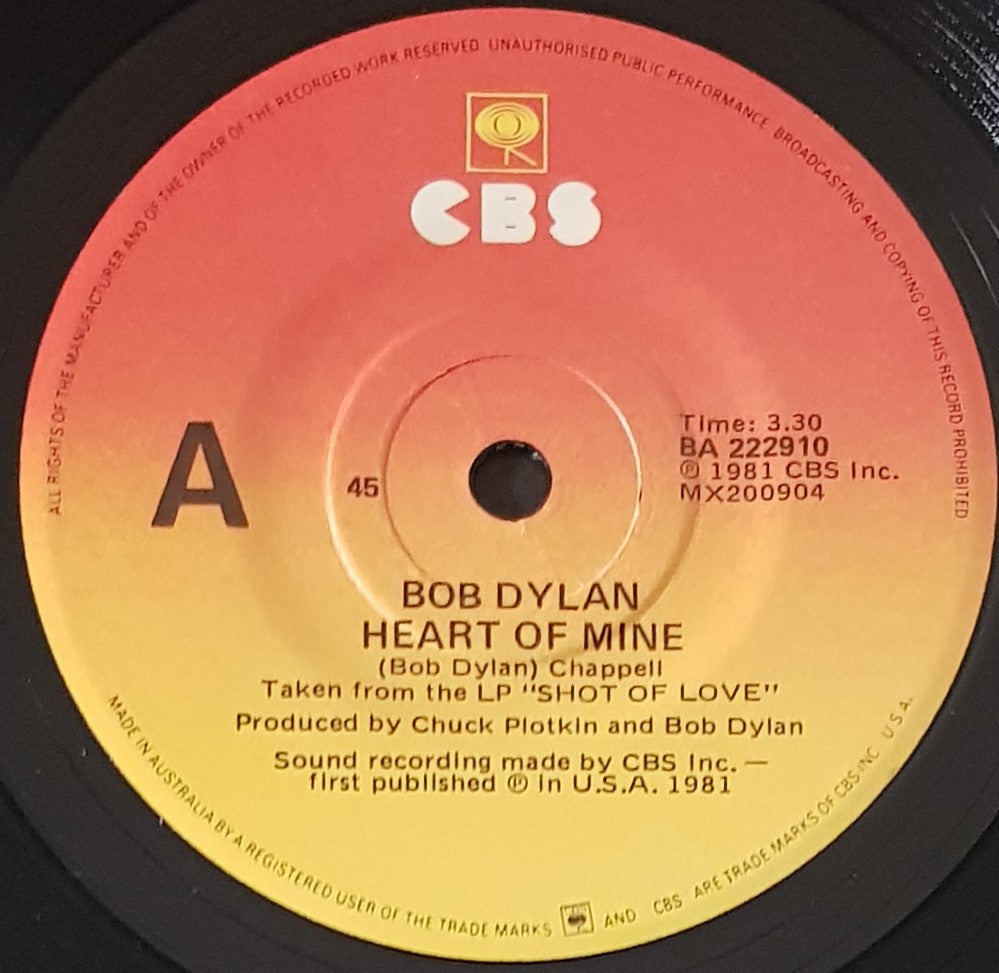 ALL RIGHTS OF THE MANUFACTURER AND OF THE OWNER OF THE RECORDED WORK RESERVED UNAUTHORISED PUBLIC PERFORMANCE BROADCASTING AND COPYING OF THIS RECORD PROHIBITED
CBS
A
45
Time: 3.30
BA 222910
℗ 1981 CBS Inc.
MX200904
BOB DYLAN
HEART OF MINE
(Bob Dylan) Chappell
Taken from the LP "SHOT OF LOVE"
Produced by Chuck Plotkin and Bob Dylan
Sound recording made by CBS Inc. —
first published ℗ in U.S.A. 1981
MADE IN AUSTRALIA BY A REGISTERED USER OF THE TRADE MARKS AND CBS ARE TRADE MARKS OF CBS INC U.S.A.